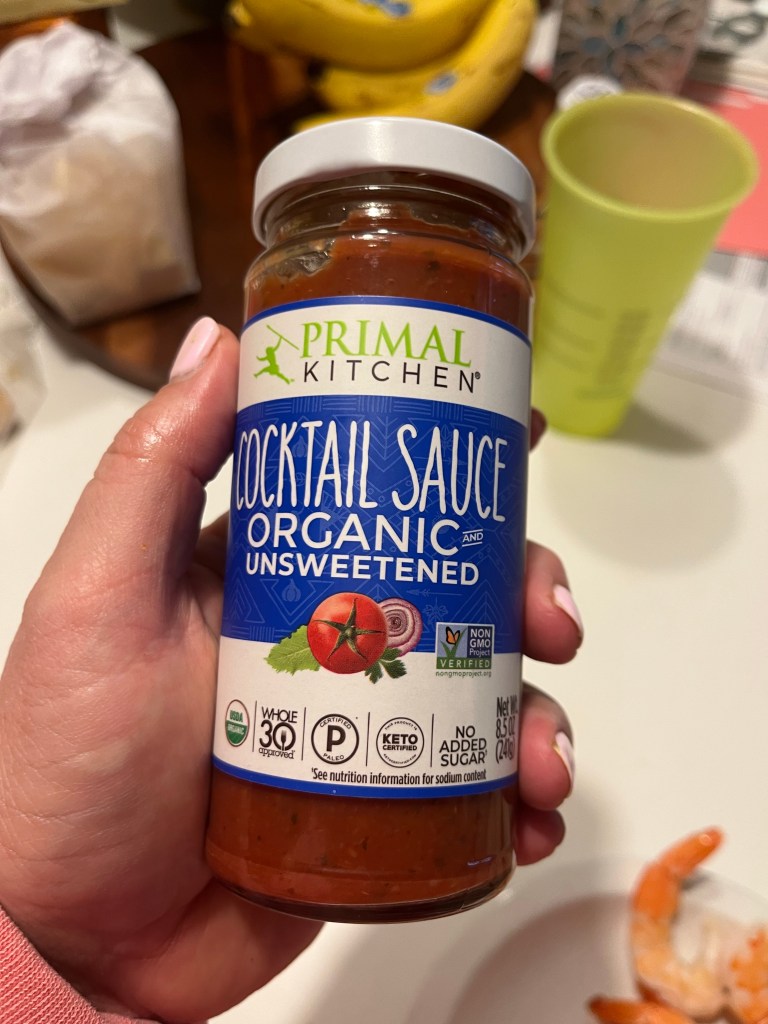 PRIMAL
KITCHEN®
COCKTAIL SAUCE
ORGANIC AND
UNSWEETENED
NON
GMO
Project
VERIFIED
nongmoproject.org
USDA
ORGANIC
WHOLE
30
approved
CERTIFIED
P
PALEO
KETO
CERTIFIED
NO
ADDED
SUGAR†
Net Wt.
8.5 OZ
(241g)
†See nutrition information for sodium content